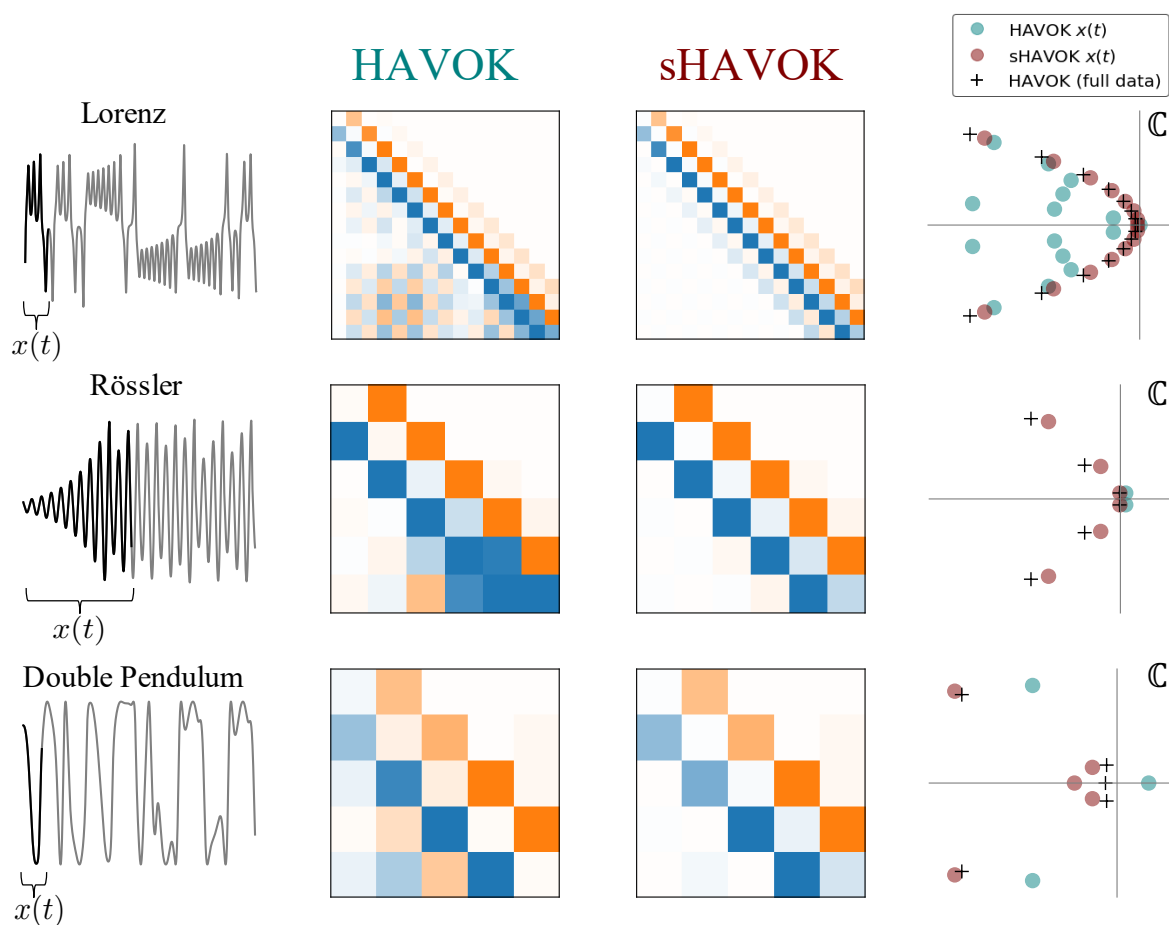 HAVOK
sHAVOK
HAVOK x(t)
sHAVOK x(t)
HAVOK (full data)
Lorenz
ℂ
x(t)
Rössler
ℂ
x(t)
Double Pendulum
ℂ
x(t)